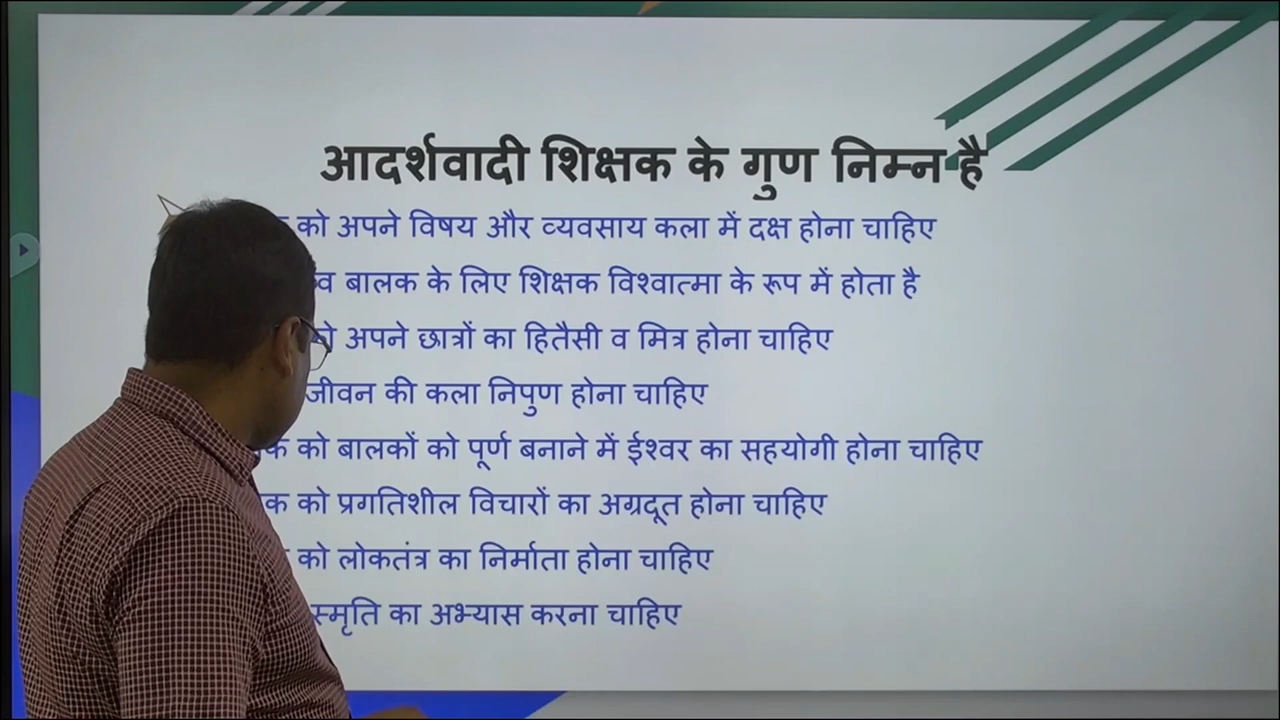 आदर्शवादी शिक्षक के गुण निम्न है
को अपने विषय और व्यवसाय कला में दक्ष होना चाहिए
बालक के लिए शिक्षक विश्वात्मा के रूप में होता है
अपने छात्रों का हितैसी व मित्र होना चाहिए
जीवन की कला निपुण होना चाहिए
को बालकों को पूर्ण बनाने में ईश्वर का सहयोगी होना चाहिए
को प्रगतिशील विचारों का अग्रदूत होना चाहिए
को लोकतंत्र का निर्माता होना चाहिए
स्मृति का अभ्यास करना चाहिए